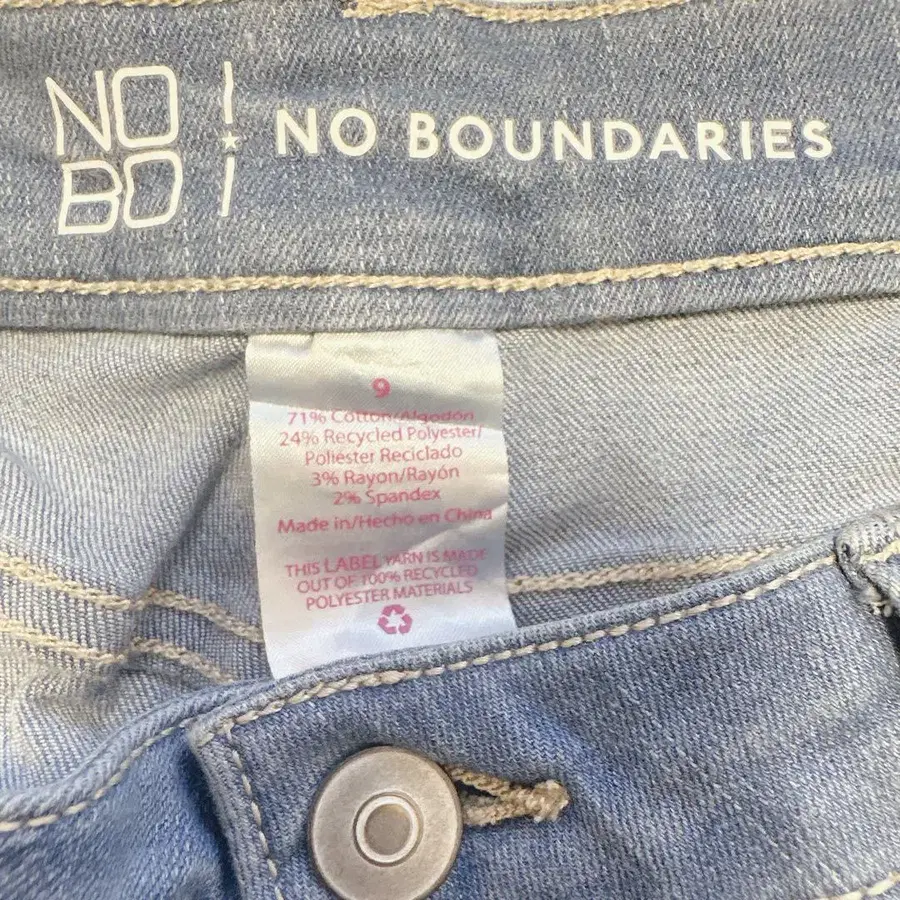 NO
BO
NO BOUNDARIES
9
71% Cotton/Algodón
24% Recycled Polyester/
Poliester Reciclado
3% Rayon/Rayón
2% Spandex
Made in/Hecho en China
THIS LABEL YARN IS MADE
OUT OF 100% RECYCLED
POLYESTER MATERIALS